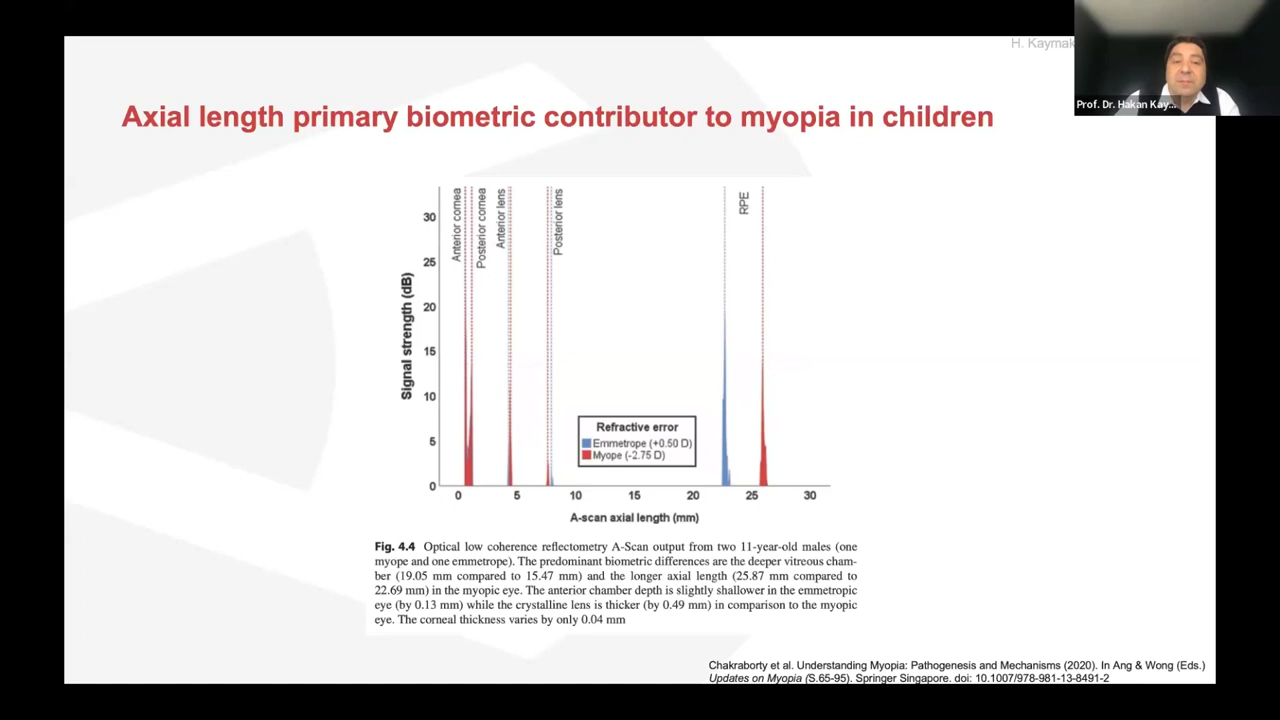 H. Kaymak
Prof. Dr. Hakan Kay...
Axial length primary biometric contributor to myopia in children
Anterior cornea
Posterior cornea
Anterior lens
Posterior lens
RPE
Signal strength (dB)
30
25
20
15
10
5
0
Refractive error
Emmetrope (+0.50 D)
Myope (-2.75 D)
0 5 10 15 20 25 30
A-scan axial length (mm)
Fig. 4.4 Optical low coherence reflectometry A-Scan output from two 11-year-old males (one
myope and one emmetrope). The predominant biometric differences are the deeper vitreous cham-
ber (19.05 mm compared to 15.47 mm) and the longer axial length (25.87 mm compared to
22.69 mm) in the myopic eye. The anterior chamber depth is slightly shallower in the emmetropic
eye (by 0.13 mm) while the crystalline lens is thicker (by 0.49 mm) in comparison to the myopic
eye. The corneal thickness varies by only 0.04 mm
Chakraborty et al. Understanding Myopia: Pathogenesis and Mechanisms (2020). In Ang & Wong (Eds.)
Updates on Myopia (S.65-95). Springer Singapore. doi: 10.1007/978-981-13-8491-2